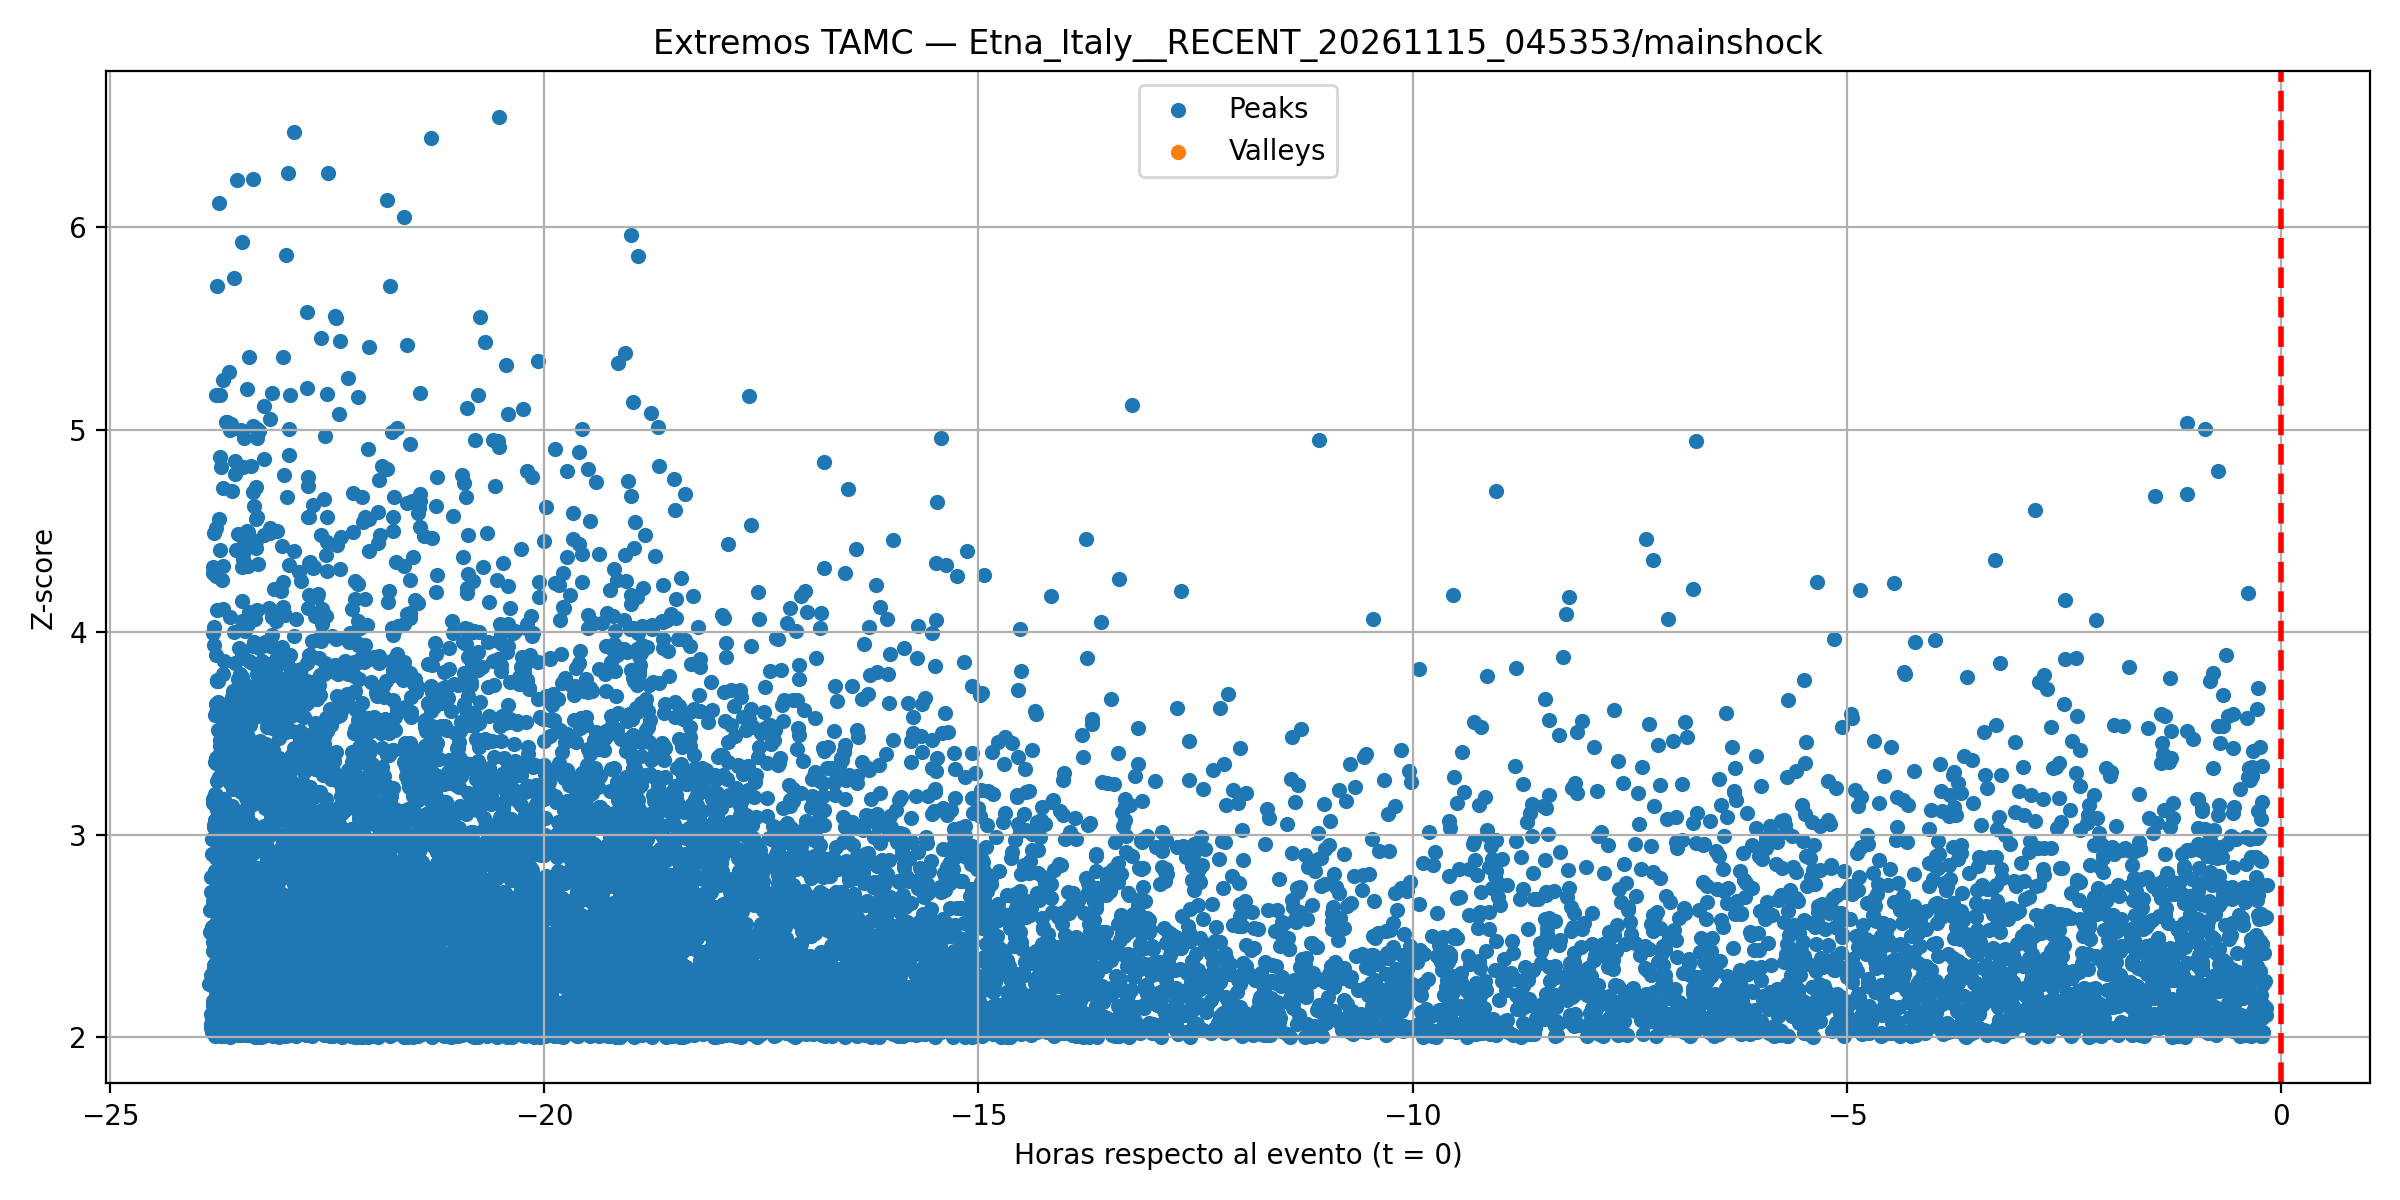 Extremos TAMC — Etna_Italy__RECENT_20261115_045353/mainshock
Peaks
Valleys
Z-score
6
5
4
3
2
−25 −20 −15 −10 −5 0
Horas respecto al evento (t = 0)